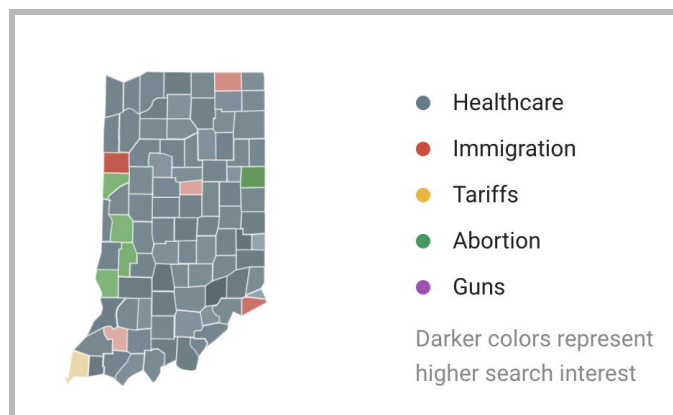 Healthcare
Immigration
Tariffs
Abortion
Guns
Darker colors represent
higher search interest